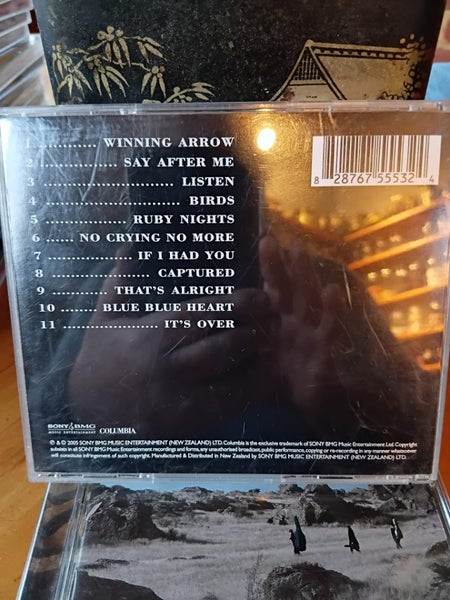 1 ........... WINNING ARROW
2 ............... SAY AFTER ME
3 .......................... LISTEN
4 ........................... BIRDS
5 ................ RUBY NIGHTS
6 ...... NO CRYING NO MORE
7 ................. IF I HAD YOU
8 ..................... CAPTURED
9 ............ THAT'S ALRIGHT
10 ........ BLUE BLUE HEART
11 .................... IT'S OVER
8 28767 55532 4
SONY BMG
MUSIC ENTERTAINMENT
COLUMBIA
℗ & © 2005 SONY BMG MUSIC ENTERTAINMENT (NEW ZEALAND) LTD. Columbia is the exclusive trademark of SONY BMG Music Entertainment Ltd. Copyright
subsists in all SONY BMG Music Entertainment recordings and forms, any unauthorised broadcast, public performance, copying or re-recording in any manner whatsoever
will constitute infringement of such copyright. Manufactured & Distributed in New Zealand by SONY BMG MUSIC ENTERTAINMENT (NEW ZEALAND) LTD.